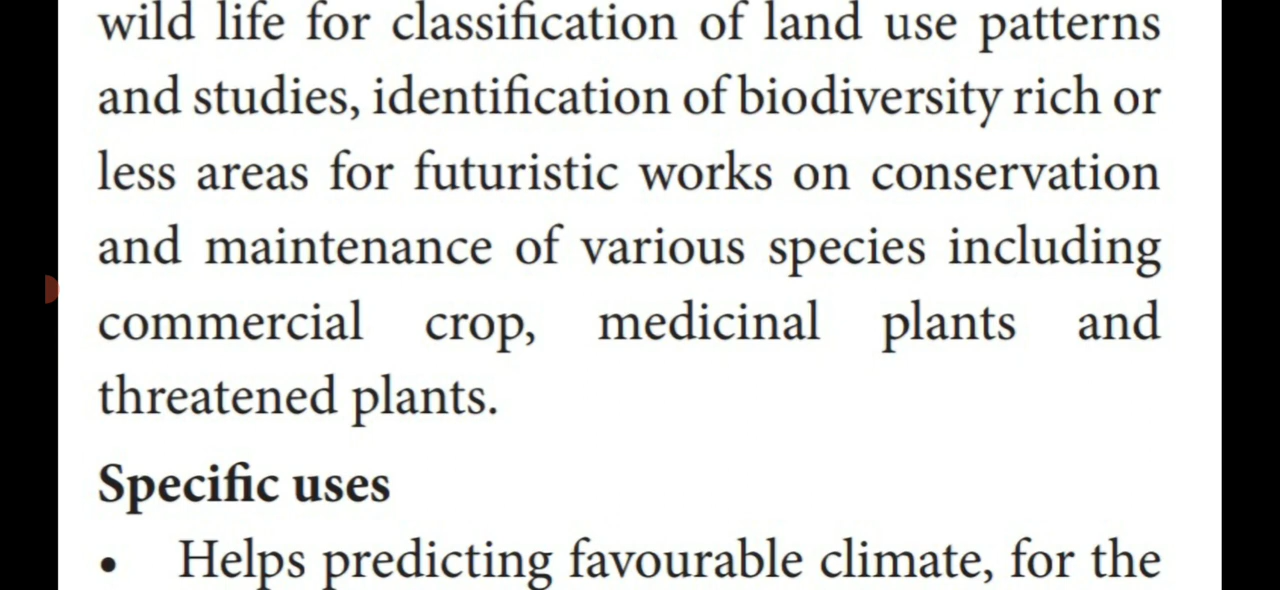 wild life for classification of land use patterns
and studies, identification of biodiversity rich or
less areas for futuristic works on conservation
and maintenance of various species including
commercial crop, medicinal plants and
threatened plants.
Specific uses
• Helps predicting favourable climate, for the